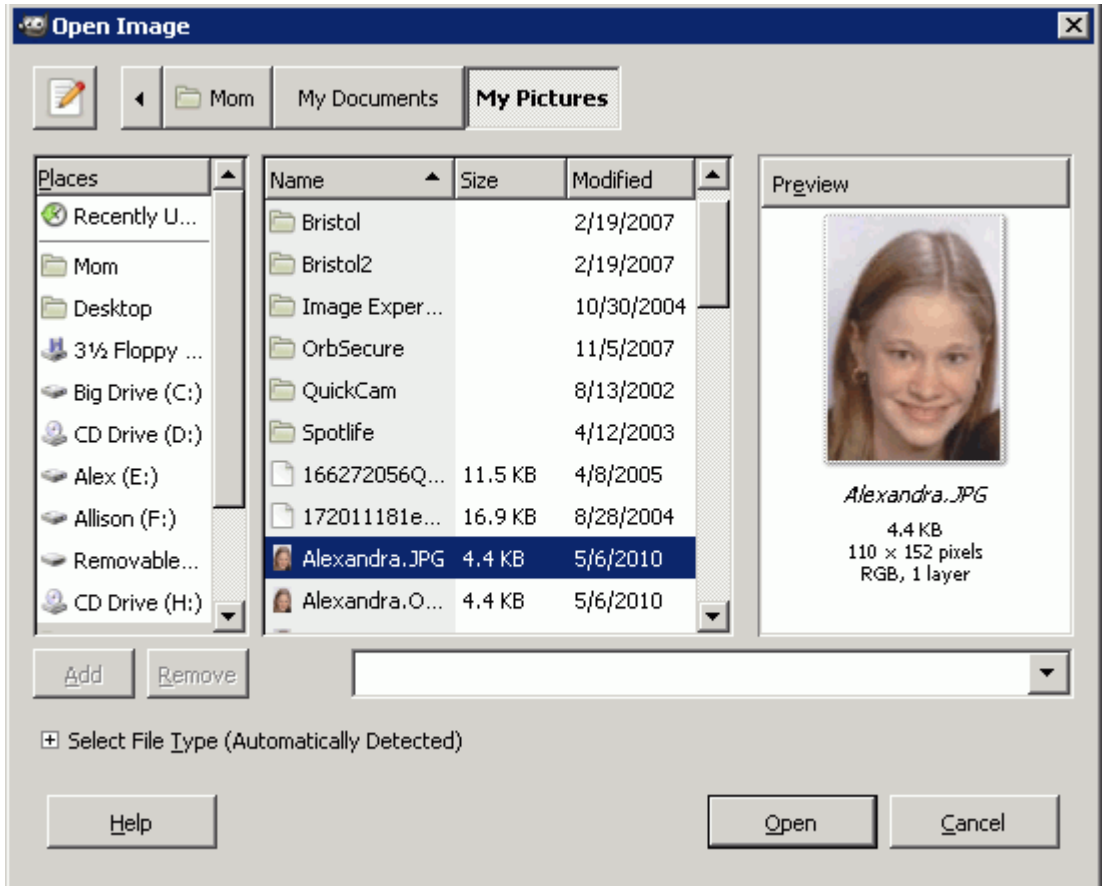 Open Image
Mom My Documents My Pictures
Places
Recently U...
Mom
Desktop
3½ Floppy ...
Big Drive (C:)
CD Drive (D:)
Alex (E:)
Allison (F:)
Removable...
CD Drive (H:)
Name Size Modified
Bristol 2/19/2007
Bristol2 2/19/2007
Image Exper... 10/30/2004
OrbSecure 11/5/2007
QuickCam 8/13/2002
Spotlife 4/12/2003
166272056Q... 11.5 KB 4/8/2005
172011181e... 16.9 KB 8/28/2004
Alexandra.JPG 4.4 KB 5/6/2010
Alexandra.O... 4.4 KB 5/6/2010
Preview
Alexandra.JPG
4.4 KB
110 × 152 pixels
RGB, 1 layer
Add Remove
Select File Type (Automatically Detected)
Help Open Cancel